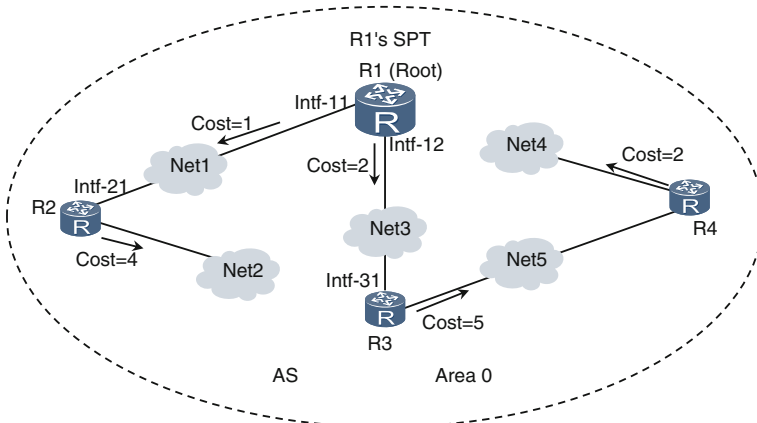 R1's SPT
R1 (Root)
Intf-11
Cost=1
R
Intf-12
Net4
Cost=2
Cost=2
Net1
Intf-21
R2
R
R
R4
Net3
Cost=4
Net2
Net5
Intf-31
R
Cost=5
R3
AS
Area 0